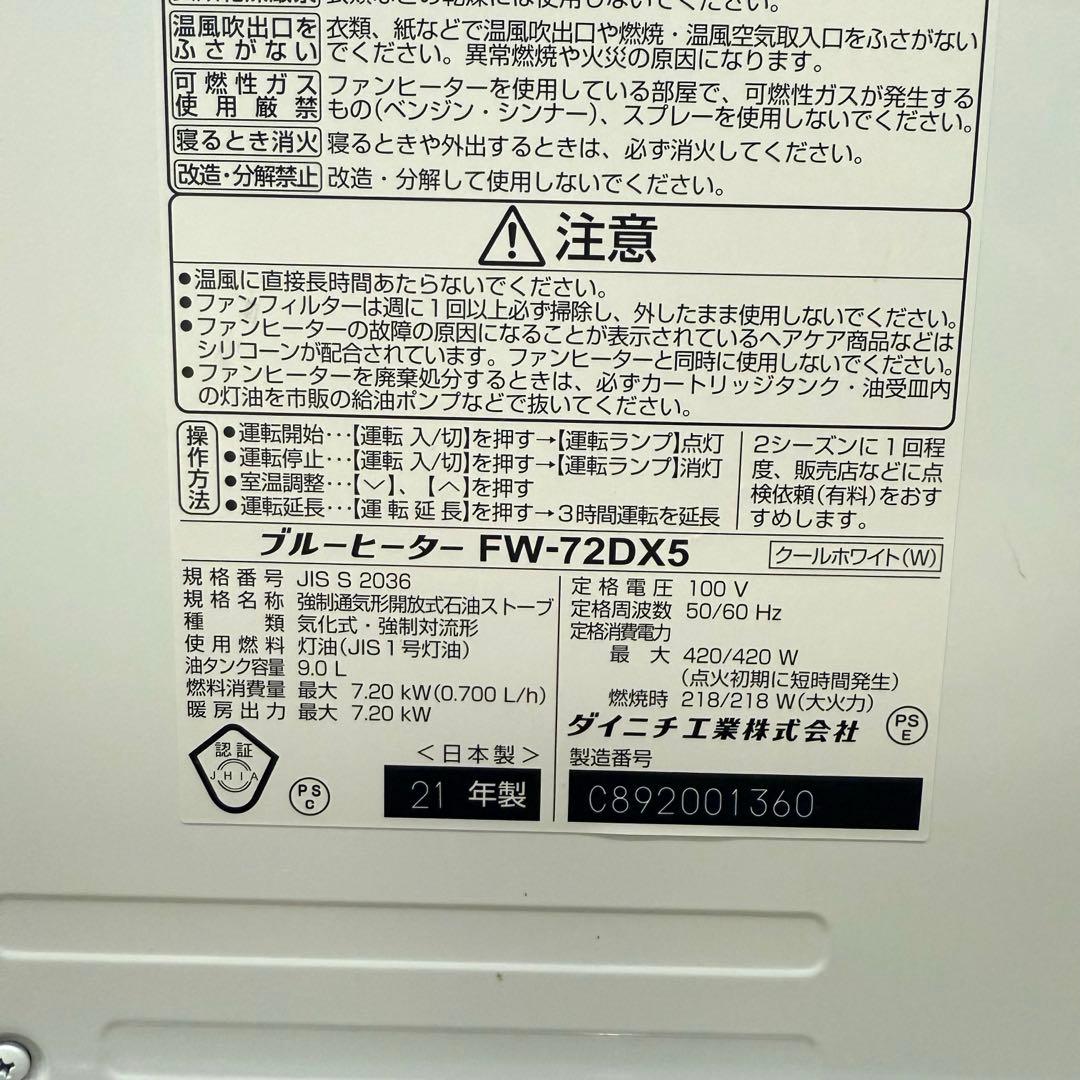 温風吹出口を 衣類、紙などで温風吹出口や燃焼・温風空気取入口をふさがない
ふさがない でください。異常燃焼や火災の原因になります。
可燃性ガス ファンヒーターを使用している部屋で、可燃性ガスが発生する
使用厳禁 もの(ベンジン・シンナー)、スプレーを使用しないでください。
寝るとき消火 寝るときや外出するときは、必ず消火してください。
改造・分解禁止 改造・分解して使用しないでください。
注意
●温風に直接長時間あたらないでください。
●ファンフィルターは週に1回以上必ず掃除し、外したまま使用しないでください。
●ファンヒーターの故障の原因になることが表示されているヘアケア商品などは
シリコーンが配合されています。ファンヒーターと同時に使用しないでください。
●ファンヒーターを廃棄処分するときは、必ずカートリッジタンク・油受皿内
の灯油を市販の給油ポンプなどで抜いてください。
操作方法
●運転開始…【運転 入/切】を押す→【運転ランプ】点灯
●運転停止…【運転 入/切】を押す→【運転ランプ】消灯
●室温調整…【﹀】、【︿】を押す
●運転延長…【運転延長】を押す→3時間運転を延長
2シーズンに1回程
度、販売店などに点
検依頼(有料)をおす
すめします。
ブルーヒーター FW-72DX5 クールホワイト(W)
規格番号 JIS S 2036
規格名称 強制通気形開放式石油ストーブ
種類 気化式・強制対流形
使用燃料 灯油(JIS1号灯油)
油タンク容量 9.0 L
燃料消費量 最大 7.20 kW(0.700 L/h)
暖房出力 最大 7.20 kW
定格電圧 100 V
定格周波数 50/60 Hz
定格消費電力
最大 420/420 W
(点火初期に短時間発生)
燃焼時 218/218 W(大火力)
ダイニチ工業株式会社
PS
E
認証
JHIA
PS
C
<日本製>
21 年製
製造番号
C892001360